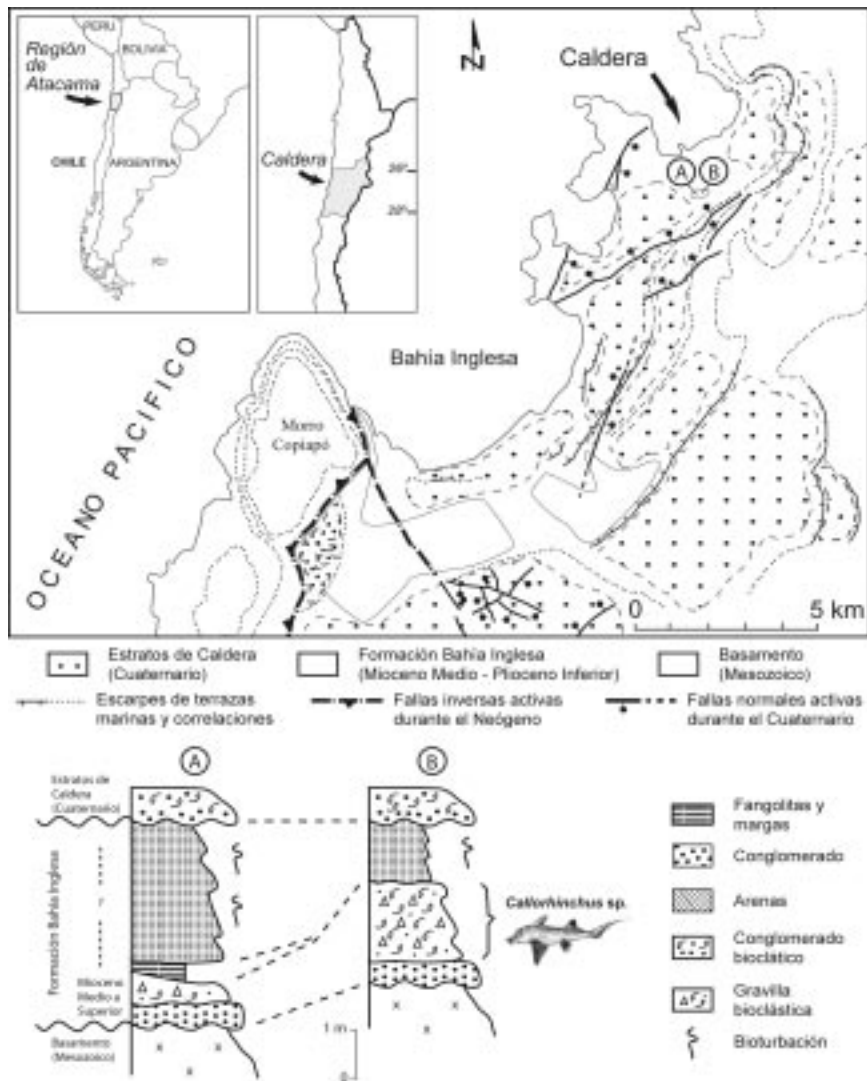 PERU
BOLIVIA
Región
de
Atacama
CHILE
ARGENTINA
Caldera
26º
28º
N
Caldera
A B
Bahía Inglesa
OCEANO PACIFICO
Morro
Copiapó
0 5 km
Estratos de Caldera
(Cuaternario)
Formación Bahía Inglesa
(Mioceno Medio - Plioceno Inferior)
Basamento
(Mesozoico)
Escarpes de terrazas
marinas y correlaciones
Fallas inversas activas
durante el Neógeno
Fallas normales activas
durante el Cuaternario
A
B
Estratos de
Caldera
(Cuaternario)
Formación Bahía Inglesa
?
Mioceno
Medio a
Superior
Basamento
(Mesozoico)
x x
x
x
x x
1 m
0
Callorhinchus sp.
Fangolitas y
margas
Conglomerado
Arenas
Conglomerado
bioclático
Gravilla
bioclástica
Bioturbación